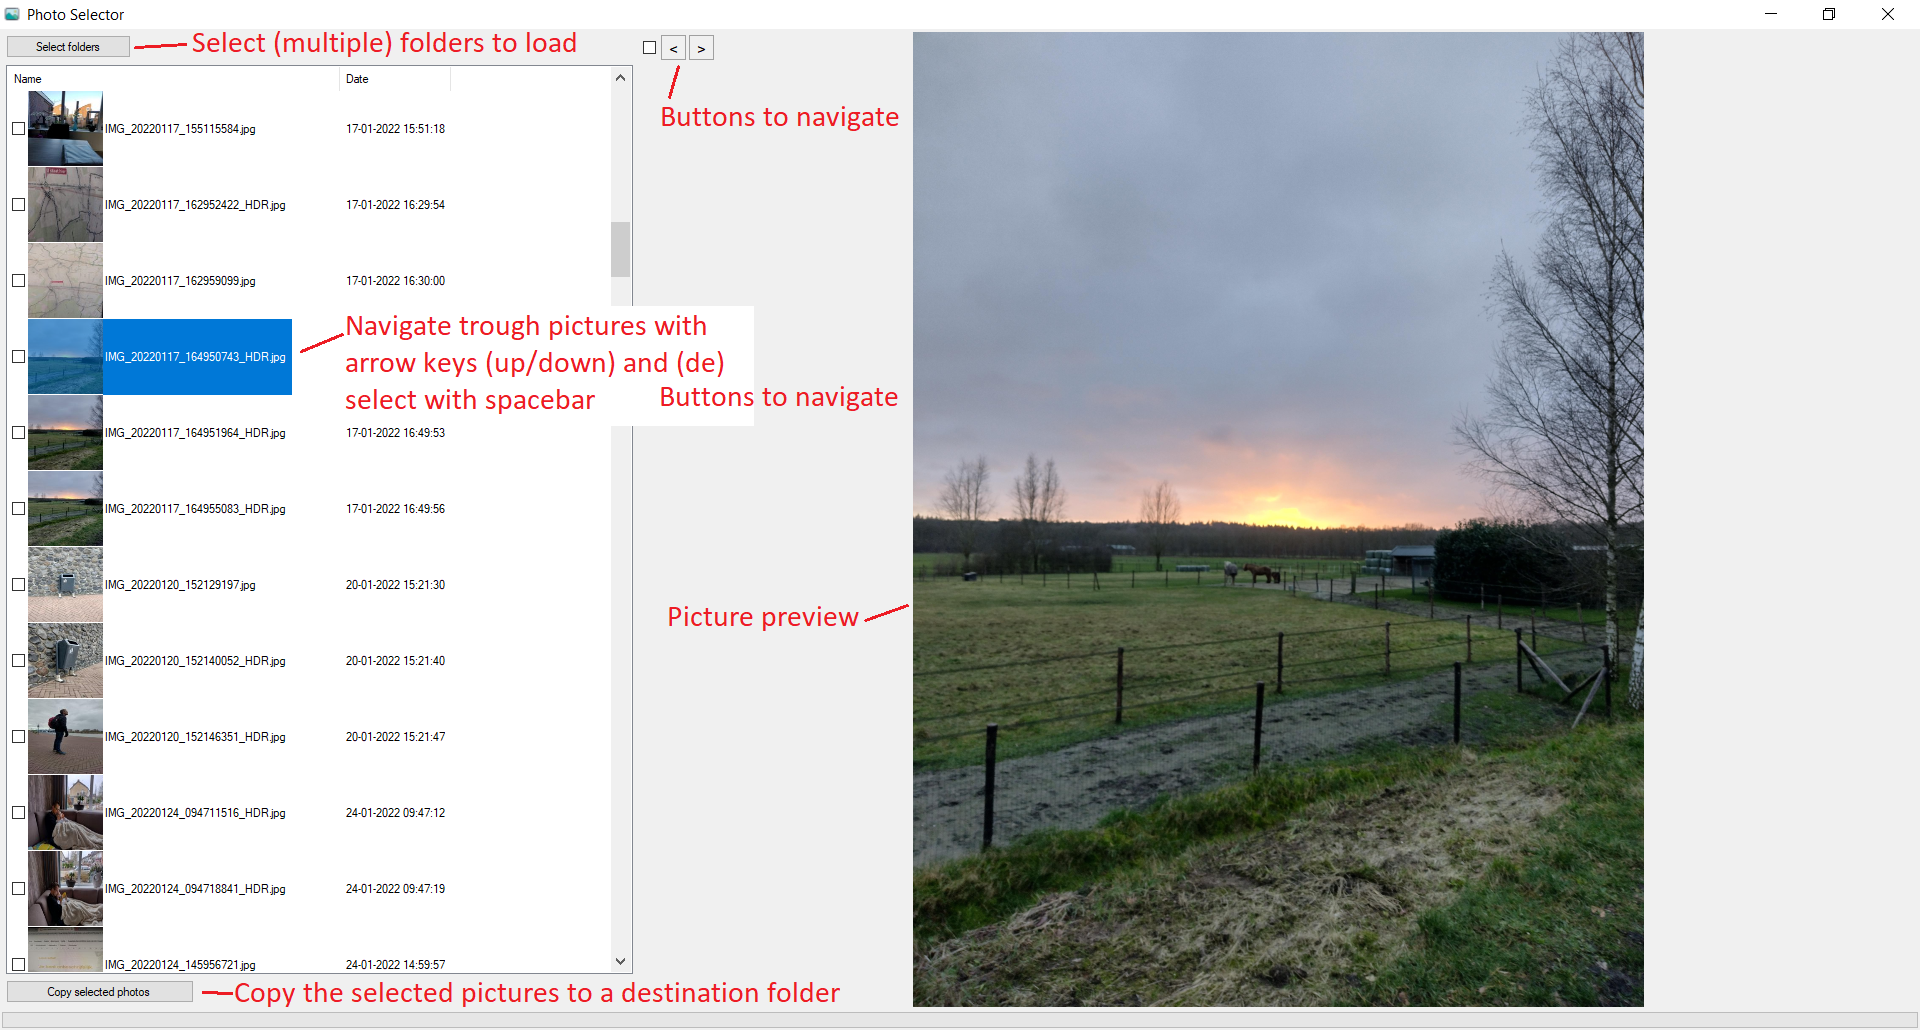 Photo Selector
Select folders
Select (multiple) folders to load
< >
Buttons to navigate
Name Date
IMG_20220117_155115584.jpg 17-01-2022 15:51:18
IMG_20220117_162952422_HDR.jpg 17-01-2022 16:29:54
IMG_20220117_162959099.jpg 17-01-2022 16:30:00
IMG_20220117_164950743_HDR.jpg
Navigate trough pictures with
arrow keys (up/down) and (de)
select with spacebar
Buttons to navigate
IMG_20220117_164951964_HDR.jpg 17-01-2022 16:49:53
IMG_20220117_164955083_HDR.jpg 17-01-2022 16:49:56
IMG_20220120_152129197.jpg 20-01-2022 15:21:30
Picture preview
IMG_20220120_152140052_HDR.jpg 20-01-2022 15:21:40
IMG_20220120_152146351_HDR.jpg 20-01-2022 15:21:47
IMG_20220124_094711516_HDR.jpg 24-01-2022 09:47:12
IMG_20220124_094718841_HDR.jpg 24-01-2022 09:47:19
IMG_20220124_145956721.jpg 24-01-2022 14:59:57
Copy selected photos
Copy the selected pictures to a destination folder